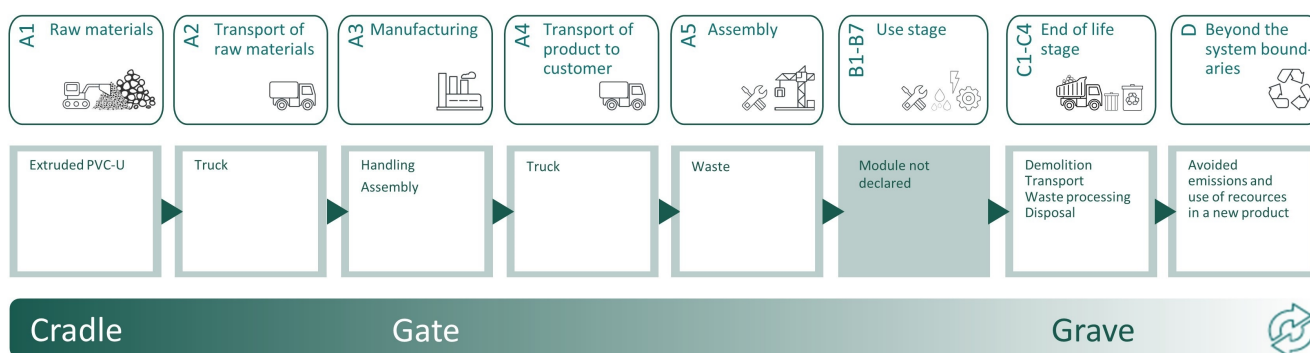 A1 Raw materials
A2 Transport of
raw materials
A3 Manufacturing
A4 Transport of
product to
customer
A5 Assembly
B1-B7 Use stage
C1-C4 End of life
stage
D Beyond the
system bound-
aries
Extruded PVC-U
Truck
Handling
Assembly
Truck
Waste
Module not
declared
Demolition
Transport
Waste processing
Disposal
Avoided
emissions and
use of recources
in a new product
Cradle
Gate
Grave